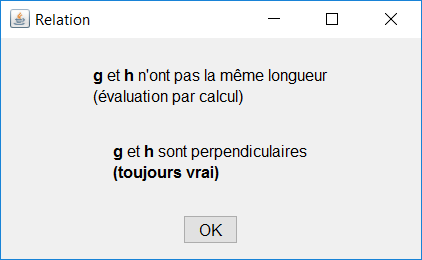 Relation
g et h n'ont pas la même longueur
(évaluation par calcul)
g et h sont perpendiculaires
(toujours vrai)
OK